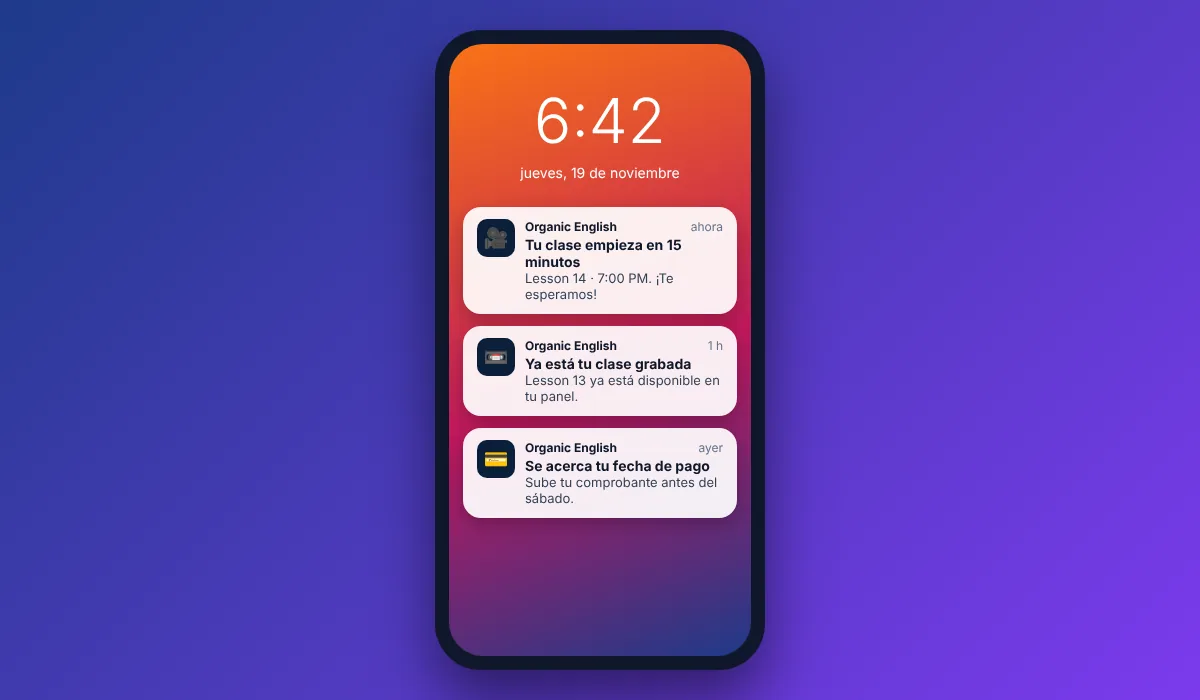 6:42
jueves, 19 de noviembre
Organic English ahora
Tu clase empieza en 15
minutos
Lesson 14 · 7:00 PM. ¡Te
esperamos!
Organic English 1 h
Ya está tu clase grabada
Lesson 13 ya está disponible en
tu panel.
Organic English ayer
Se acerca tu fecha de pago
Sube tu comprobante antes del
sábado.